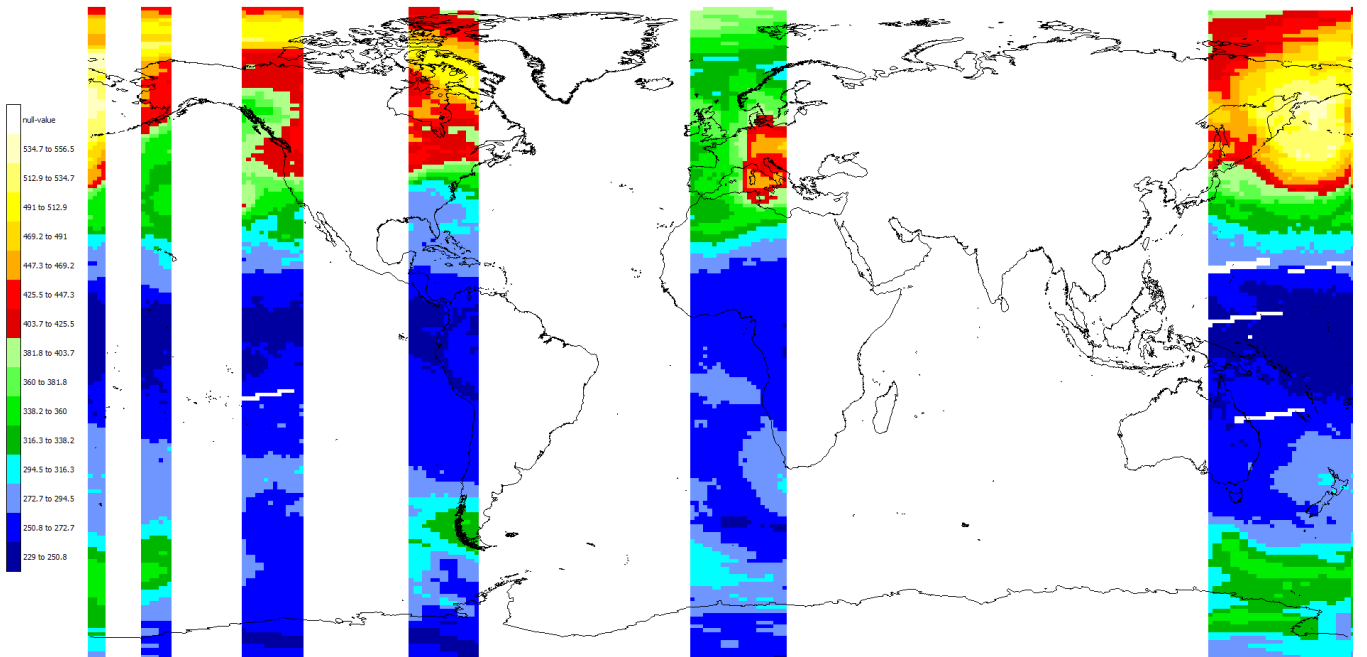 null-value
534.7 to 556.5
512.9 to 534.7
491 to 512.9
469.2 to 491
447.3 to 469.2
425.5 to 447.3
403.7 to 425.5
381.8 to 403.7
360 to 381.8
338.2 to 360
316.3 to 338.2
294.5 to 316.3
272.7 to 294.5
250.8 to 272.7
229 to 250.8